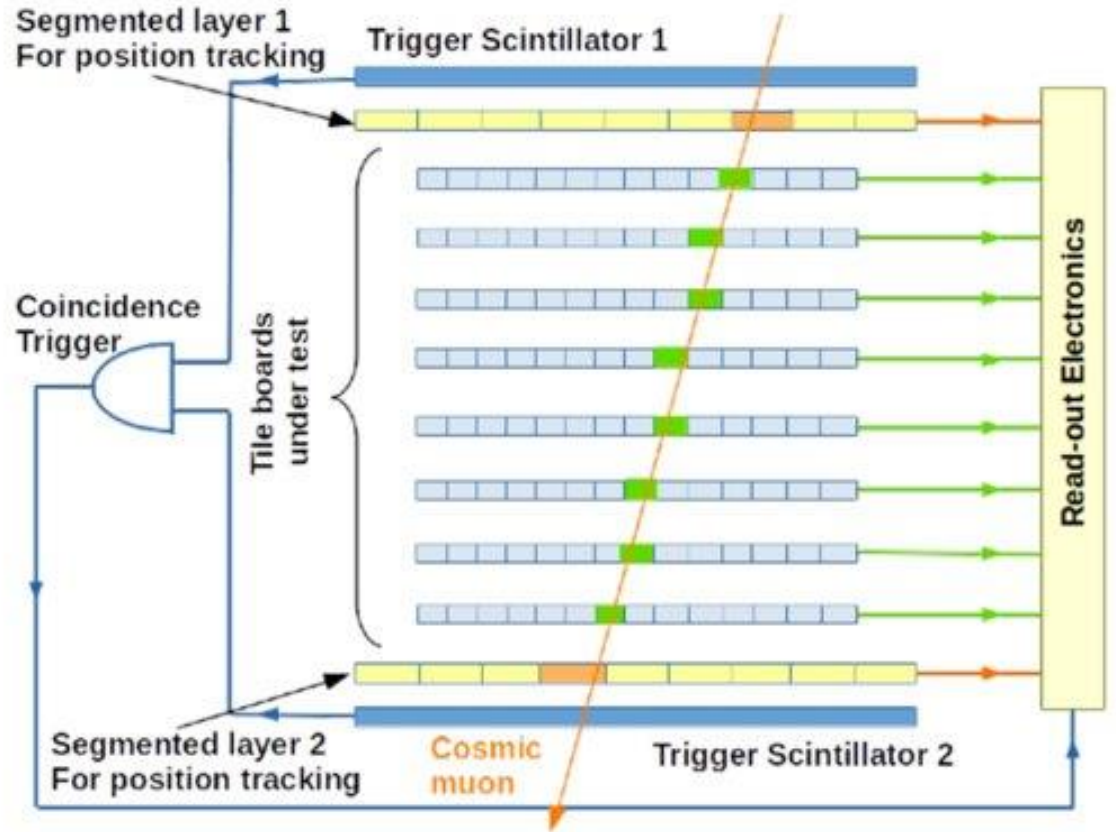 Segmented layer 1
For position tracking
Trigger Scintillator 1
Coincidence
Trigger
Tile boards
under test
Read-out Electronics
Segmented layer 2
For position tracking
Cosmic
muon
Trigger Scintillator 2